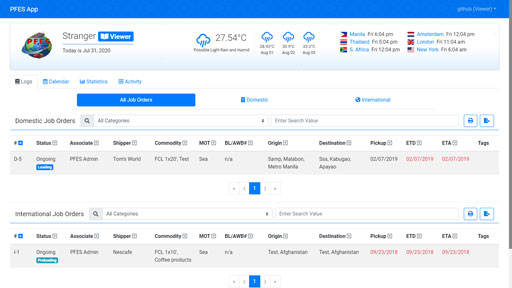 PFES App
github (Viewer)
PFES
Stranger Viewer
Today is Jul 31, 2020
27.54°C
Possible Light Rain and Humid
28.93°C
Aug 01
30.9°C
Aug 02
33.2°C
Aug 03
Manila Fri 6:04 pm
Thailand Fri 5:04 pm
S. Africa Fri 12:04 pm
Amsterdam Fri 12:04 pm
London Fri 11:04 am
New York Fri 6:04 am
Logs Calendar Statistics Activity
All Job Orders Domestic International
Domestic Job Orders All Categories Enter Search Value
# Status Associate Shipper Commodity MOT BL/AWB# Origin Destination Pickup ETD ETA Tags
D-5 Ongoing Loading PFES Admin Tom's World FCL 1x20', Test Sea n/a Samp, Malabon, Metro Manila Sss, Kabugao, Apayao 02/07/2019 02/07/2019 02/07/2019
« ‹ 1 › »
International Job Orders All Categories Enter Search Value
# Status Associate Shipper Commodity MOT BL/AWB# Origin Destination Pickup ETD ETA Tags
I-1 Ongoing Preloading PFES Admin Nescafe FCL 1x10', Coffee products Sea n/a Test, Afghanistan Test, Afghanistan 09/23/2018 09/23/2018 09/23/2018
« ‹ 1 › »